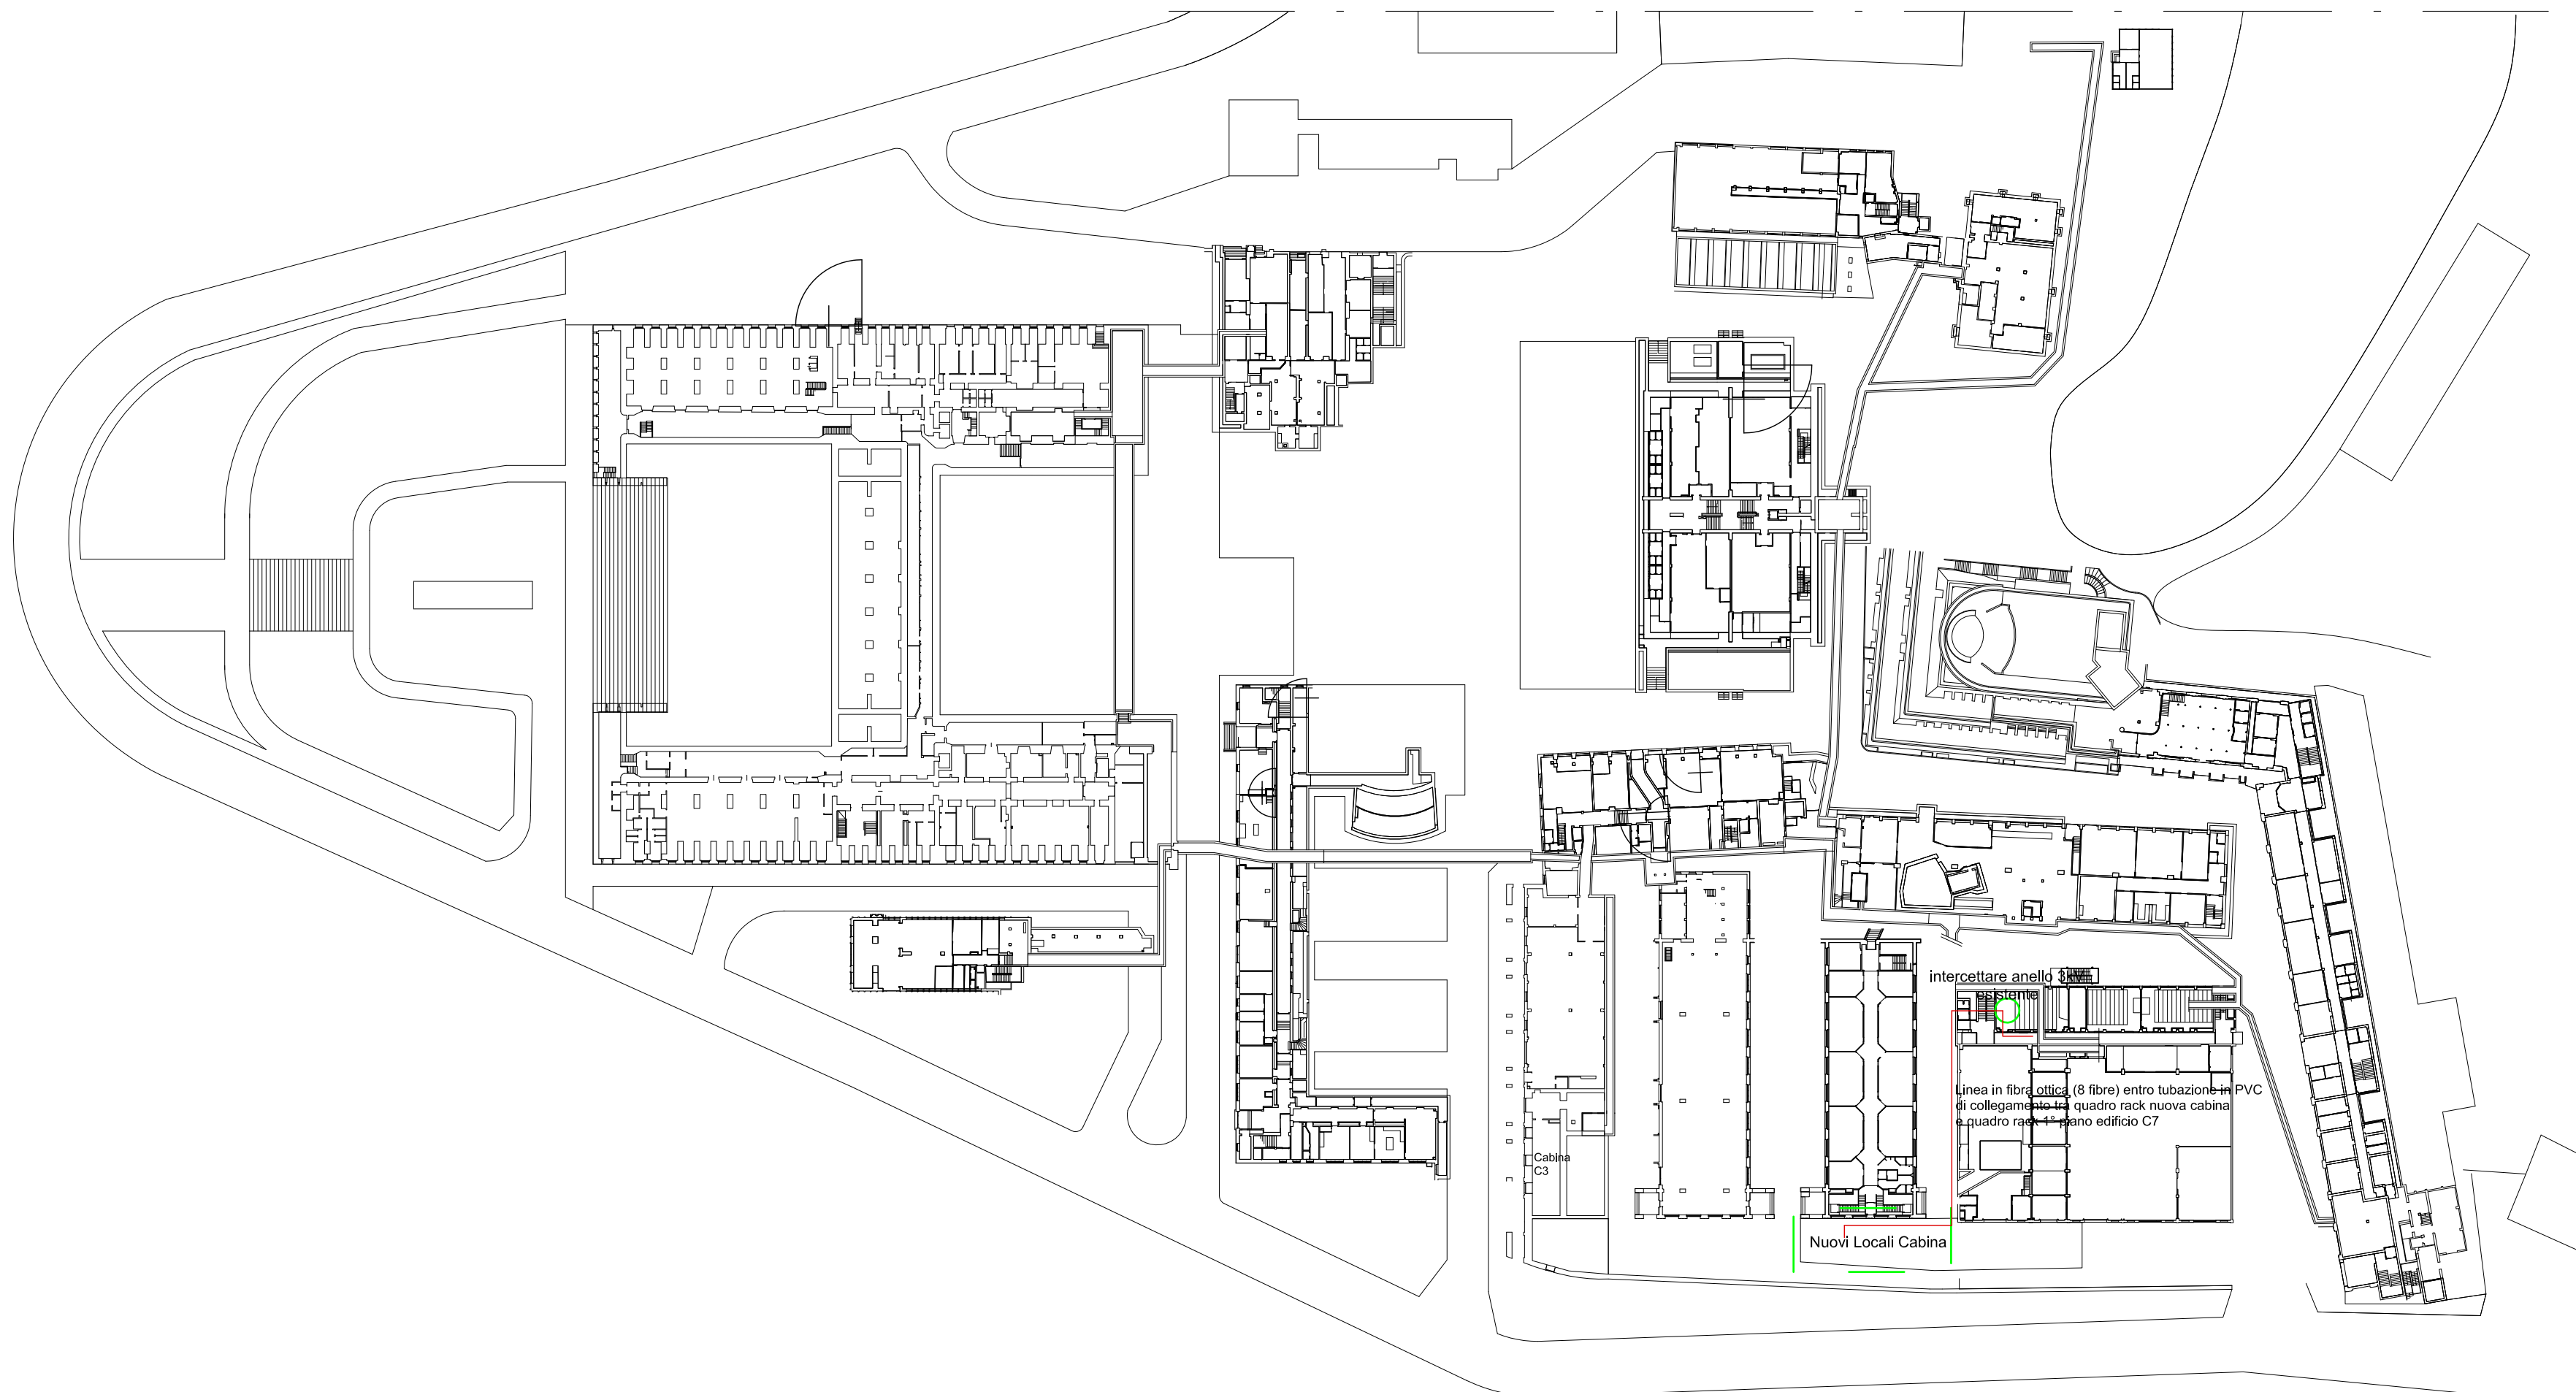 intercettare anello 3kV
esistente
Linea in fibra ottica (8 fibre) entro tubazione in PVC
di collegamento tra quadro rack nuova cabina
e quadro rack 1° piano edificio C7
Cabina
C3
Nuovi Locali Cabina